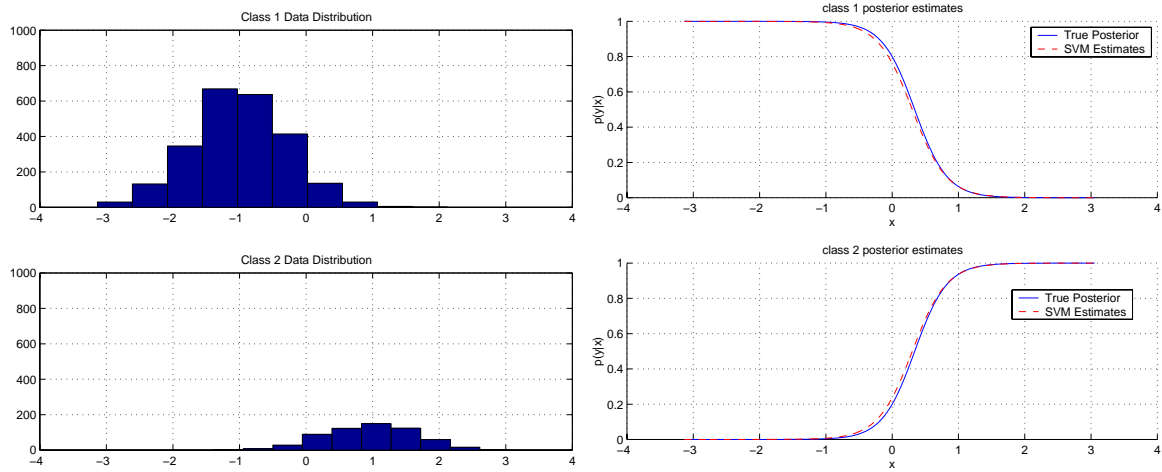 Class 1 Data Distribution
1000
800
600
400
200
0
−4 −3 −2 −1 0 1 2 3 4
class 1 posterior estimates
1
0.8
0.6
0.4
0.2
0
p(y|x)
True Posterior
SVM Estimates
−4 −3 −2 −1 0 1 2 3 4
x
Class 2 Data Distribution
1000
800
600
400
200
0
−4 −3 −2 −1 0 1 2 3 4
class 2 posterior estimates
1
0.8
0.6
0.4
0.2
0
p(y|x)
True Posterior
SVM Estimates
−4 −3 −2 −1 0 1 2 3 4
x